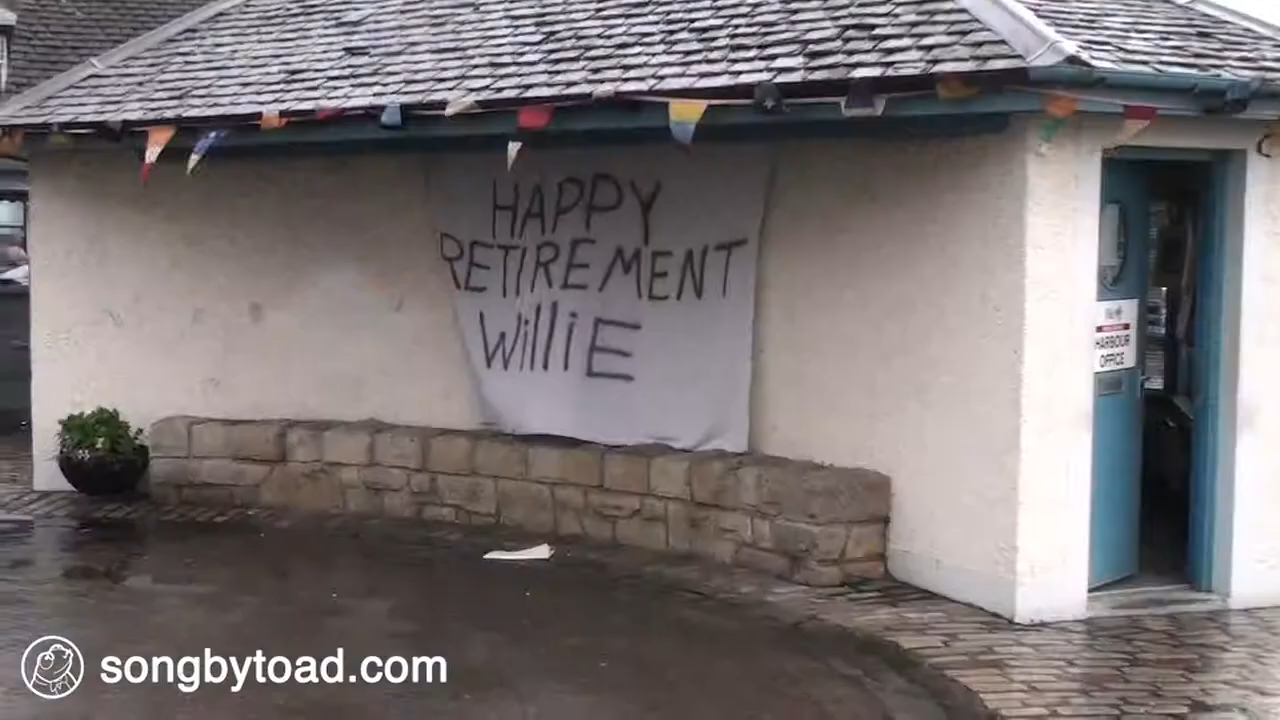 HAPPY
RETIREMENT
WilliE
HARBOUR
OFFICE
songbytoad.com